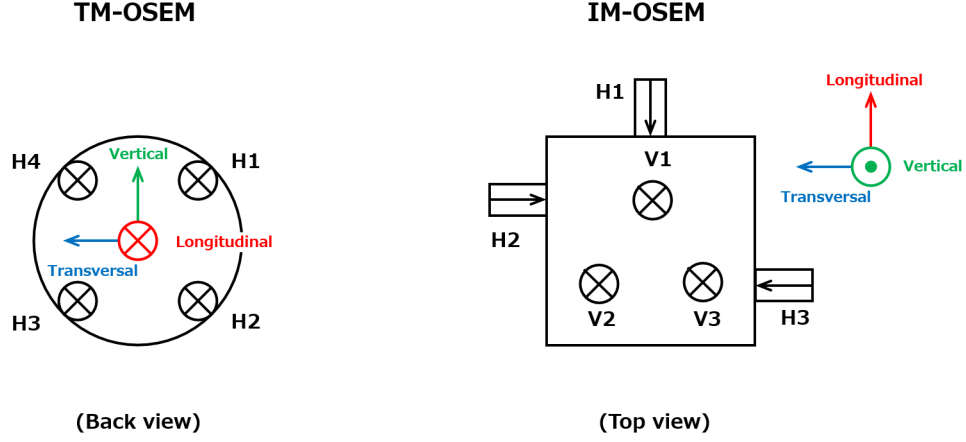 TM-OSEM
H4
Vertical
H1
Longitudinal
Transversal
H3
H2
(Back view)
IM-OSEM
H1
V1
H2
V2
V3
H3
Longitudinal
Vertical
Transversal
(Top view)